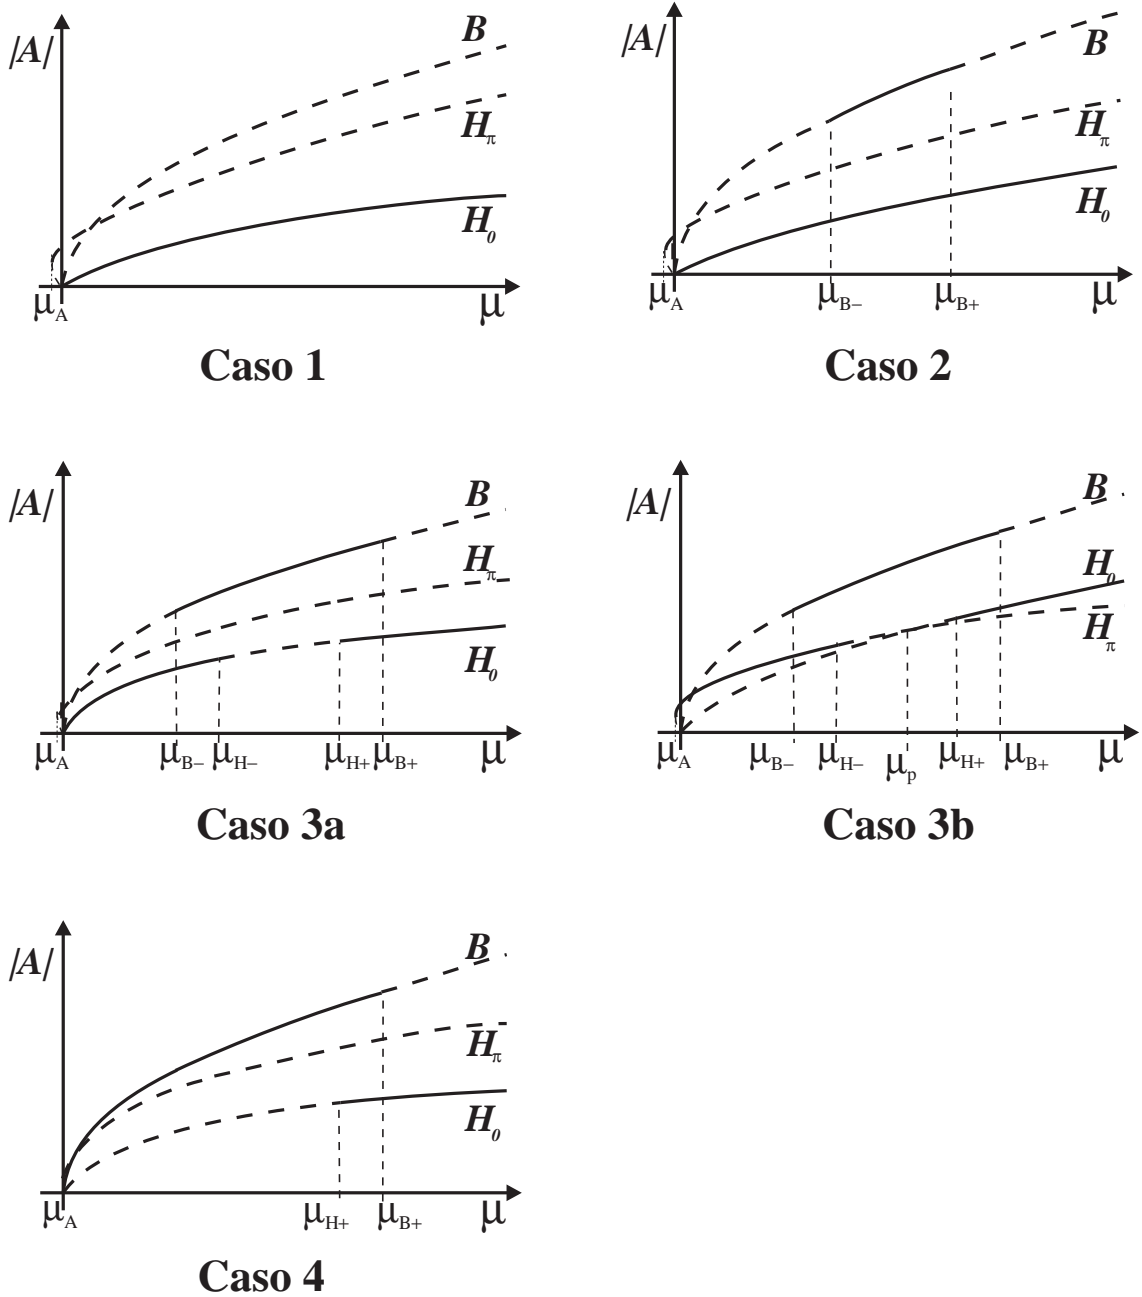 |A|
B
H_π
H_0
μ_A
μ
Caso 1
|A|
B
H_π
H_0
μ_A
μ_B−
μ_B+
μ
Caso 2
|A|
B
H_π
H_0
μ_A
μ_B−
μ_H−
μ_H+
μ_B+
μ
Caso 3a
|A|
B
H_0
H_π
μ_A
μ_B−
μ_H−
μ_p
μ_H+
μ_B+
μ
Caso 3b
|A|
B
H_π
H_0
μ_A
μ_H+
μ_B+
μ
Caso 4